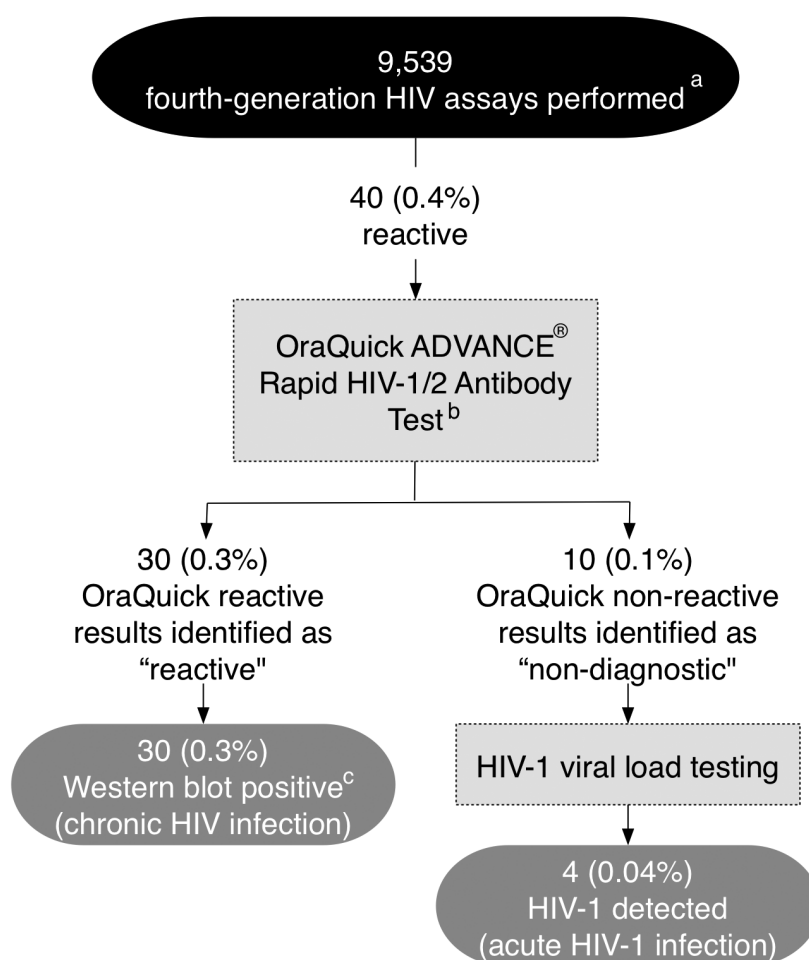 9,539
fourth-generation HIV assays performed a
40 (0.4%)
reactive
OraQuick ADVANCE®
Rapid HIV-1/2 Antibody
Test b
30 (0.3%)
OraQuick reactive
results identified as
“reactive"
10 (0.1%)
OraQuick non-reactive
results identified as
“non-diagnostic"
30 (0.3%)
Western blot positive c
(chronic HIV infection)
HIV-1 viral load testing
4 (0.04%)
HIV-1 detected
(acute HIV-1 infection)